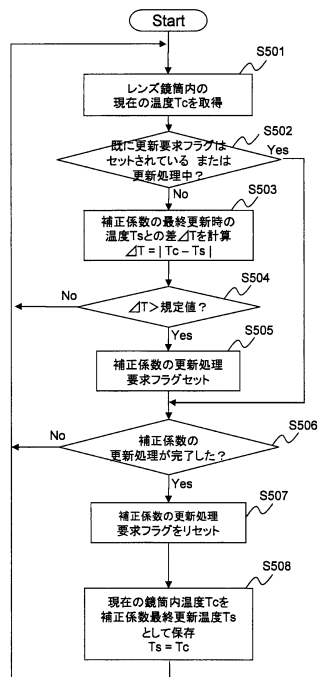 Start
S501
レンズ鏡筒内の
現在の温度Tcを取得
S502
既に更新要求フラグは
セットされている または
更新処理中?
Yes
No
S503
補正係数の最終更新時の
温度Tsとの差⊿Tを計算
⊿T = | Tc − Ts |
S504
No
⊿T>規定値?
Yes
S505
補正係数の更新処理
要求フラグセット
S506
No
補正係数の
更新処理が完了した?
Yes
S507
補正係数の更新処理
要求フラグをリセット
S508
現在の鏡筒内温度Tcを
補正係数最終更新温度Ts
として保存
Ts = Tc